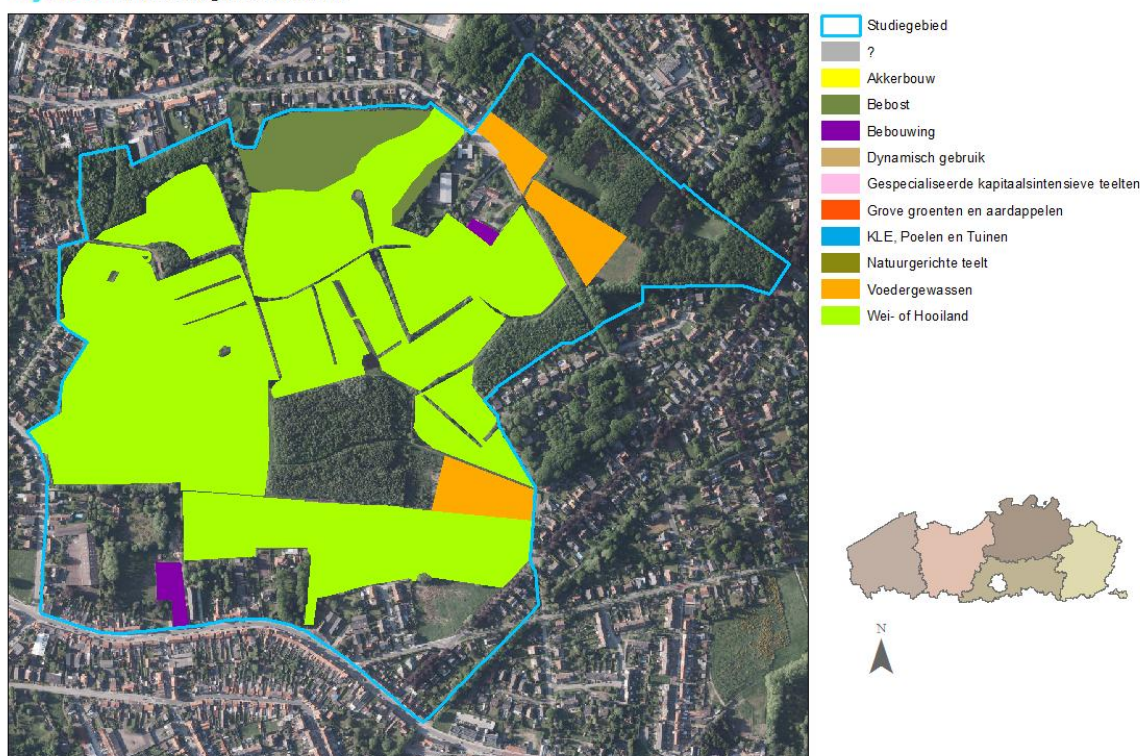 Studiegebied
?
Akkerbouw
Bebost
Bebouwing
Dynamisch gebruik
Gespecialiseerde kapitaalsintensieve teelten
Grove groenten en aardappelen
KLE, Poelen en Tuinen
Natuurgerichte teelt
Voedergewassen
Wei- of Hooiland
N